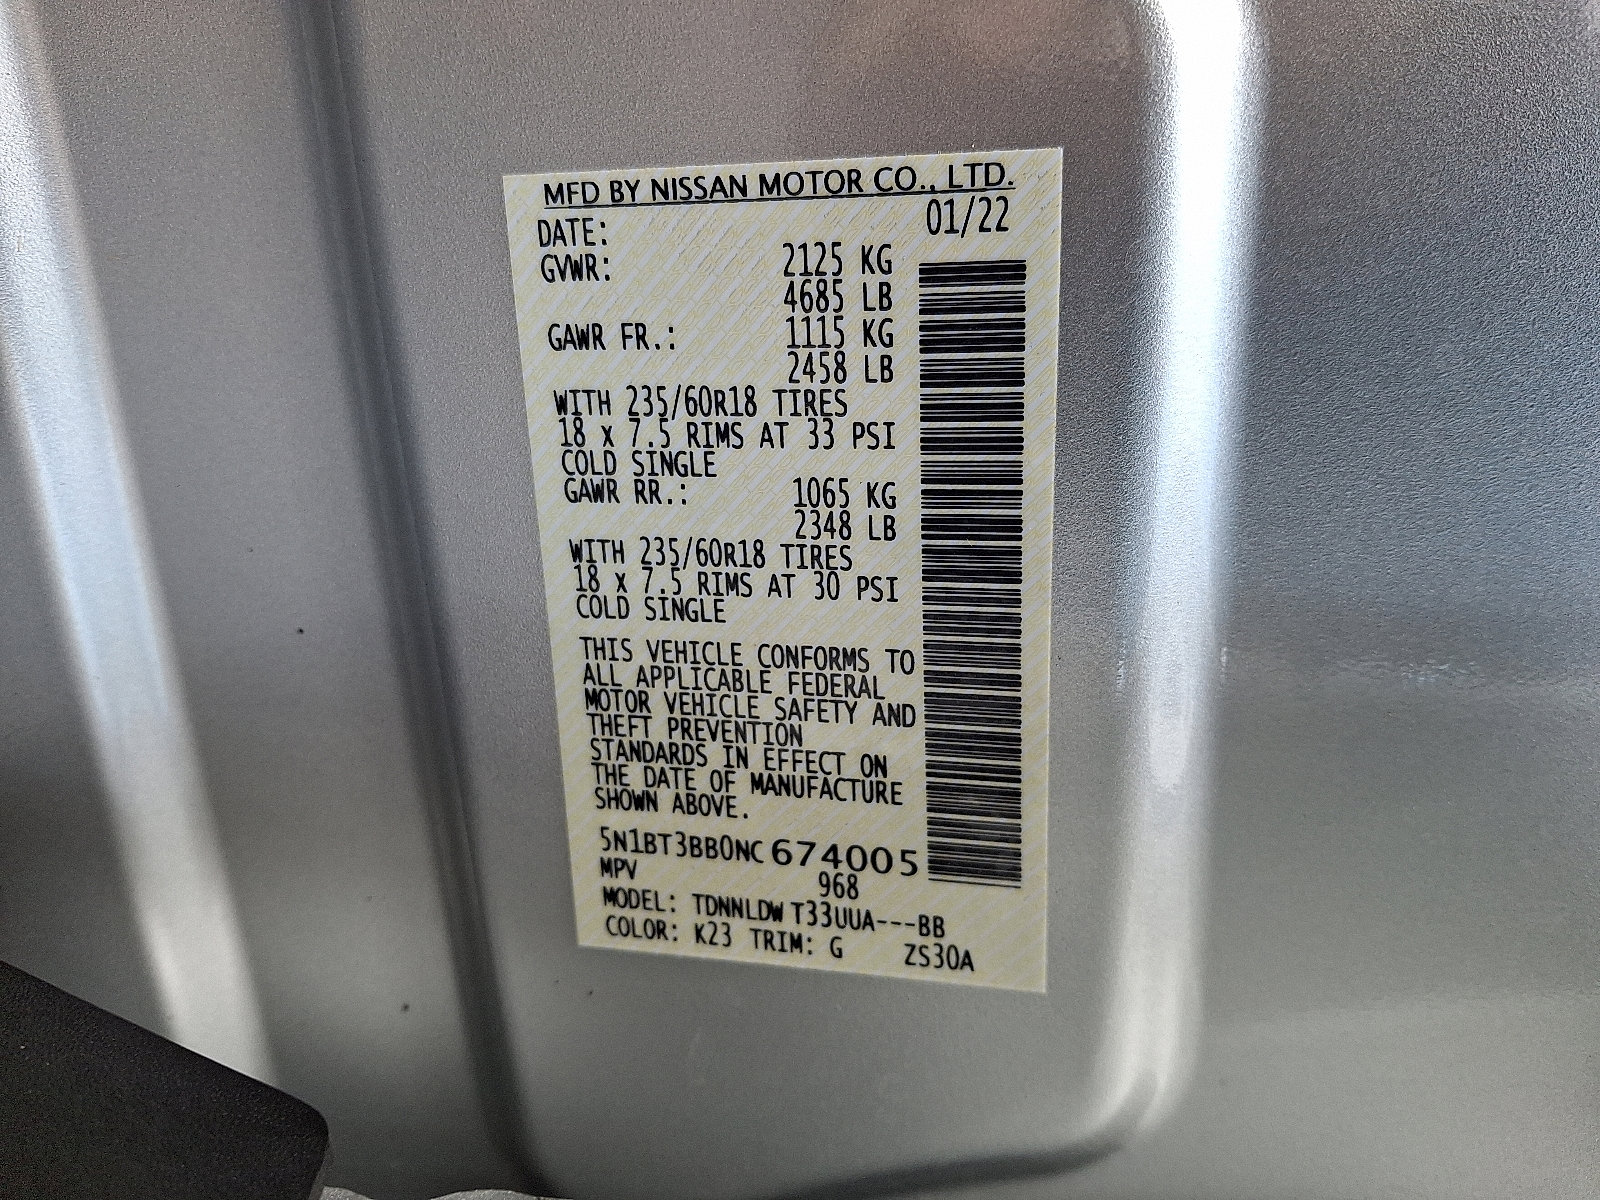 MFD BY NISSAN MOTOR CO., LTD.
DATE: 01/22
GVWR: 2125 KG
4685 LB
GAWR FR.: 1115 KG
2458 LB
WITH 235/60R18 TIRES
18 x 7.5 RIMS AT 33 PSI
COLD SINGLE
GAWR RR.: 1065 KG
2348 LB
WITH 235/60R18 TIRES
18 x 7.5 RIMS AT 30 PSI
COLD SINGLE
THIS VEHICLE CONFORMS TO
ALL APPLICABLE FEDERAL
MOTOR VEHICLE SAFETY AND
THEFT PREVENTION
STANDARDS IN EFFECT ON
THE DATE OF MANUFACTURE
SHOWN ABOVE.
5N1BT3BB0NC674005
MPV 968
MODEL: TDNNLDW T33UUA---BB
COLOR: K23 TRIM: G ZS30A